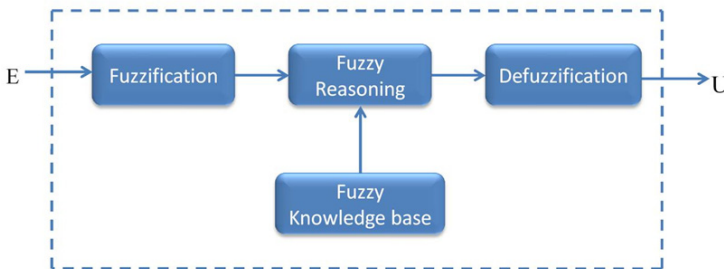 E
Fuzzification
Fuzzy
Reasoning
Defuzzification
U
Fuzzy
Knowledge base